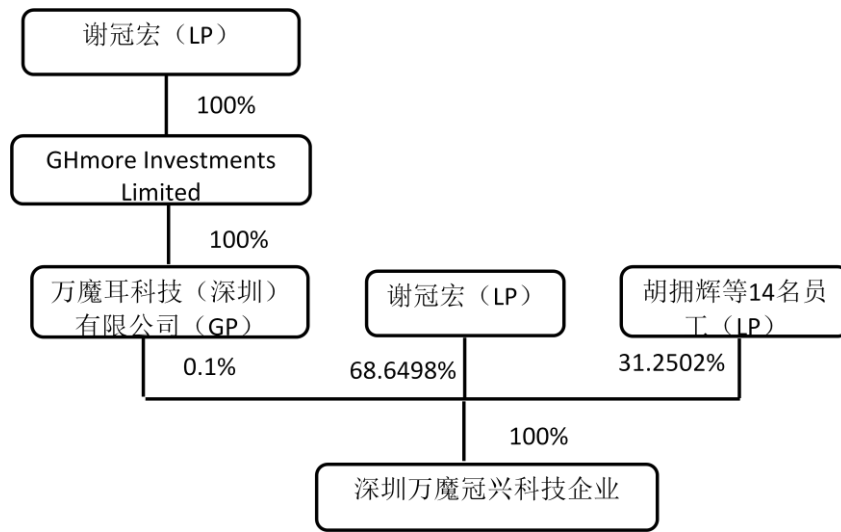 谢冠宏（LP）
100%
GHmore Investments
Limited
100%
万魔耳科技（深圳）
有限公司（GP）
谢冠宏（LP）
胡拥辉等14名员
工（LP）
0.1%
68.6498%
31.2502%
100%
深圳万魔冠兴科技企业